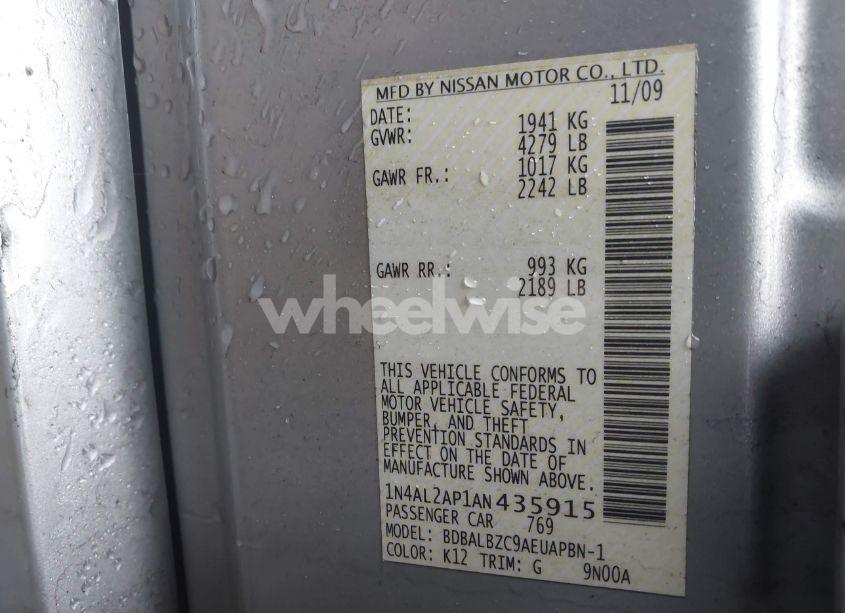 MFD BY NISSAN MOTOR CO., LTD.
DATE: 11/09
GVWR: 1941 KG
4279 LB
GAWR FR.: 1017 KG
2242 LB
GAWR RR.: 993 KG
2189 LB
wheelwise
THIS VEHICLE CONFORMS TO
ALL APPLICABLE FEDERAL
MOTOR VEHICLE SAFETY,
BUMPER, AND THEFT
PREVENTION STANDARDS IN
EFFECT ON THE DATE OF
MANUFACTURE SHOWN ABOVE.
1N4AL2AP1AN435915
PASSENGER CAR 769
MODEL: BDBALBZC9AEUAPBN-1
COLOR: K12 TRIM: G 9N00A